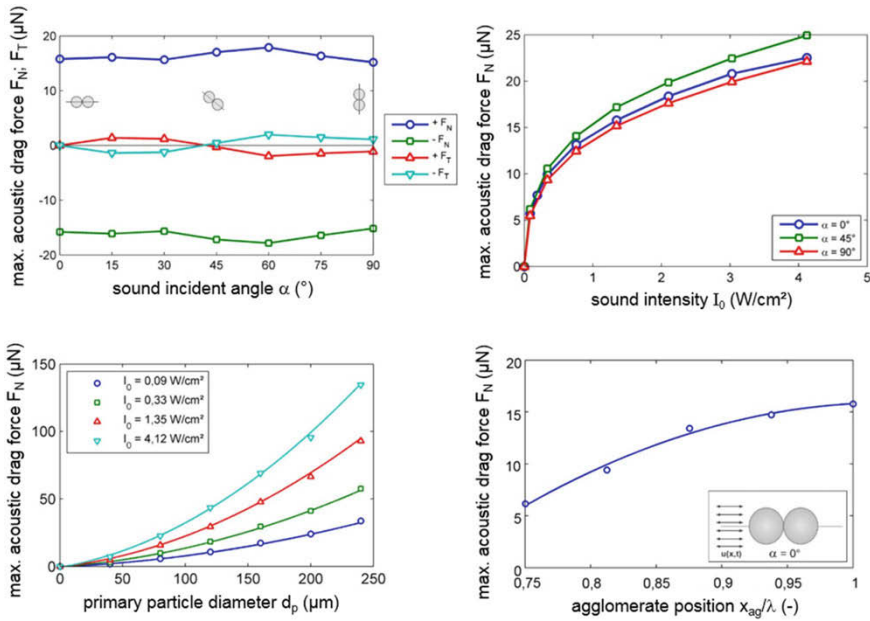 max. acoustic drag force F_N; F_T (µN)
20
10
0
-10
-20
0
15
30
45
60
75
90
sound incident angle α (°)
+ F_N
- F_N
+ F_T
- F_T
max. acoustic drag force F_N (µN)
25
20
15
10
5
0
0
1
2
3
4
5
sound intensity I_0 (W/cm²)
α = 0°
α = 45°
α = 90°
max. acoustic drag force F_N (µN)
150
100
50
0
0
50
100
150
200
250
primary particle diameter d_p (µm)
I_0 = 0,09 W/cm²
I_0 = 0,33 W/cm²
I_0 = 1,35 W/cm²
I_0 = 4,12 W/cm²
max. acoustic drag force F_N (µN)
20
15
10
5
0
0,75
0,8
0,85
0,9
0,95
1
agglomerate position x_ag/λ (-)
u(x,t)
α = 0°